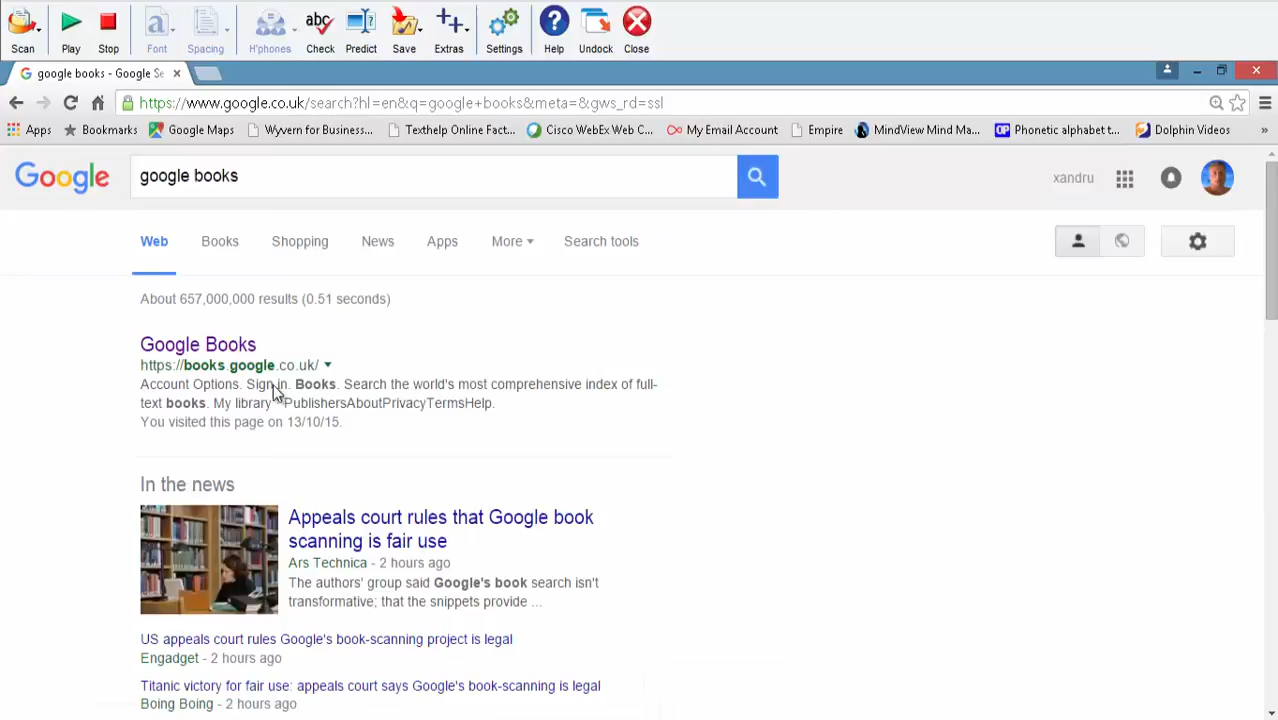 Scan Play Stop Font Spacing H'phones Check Predict Save Extras Settings Help Undock Close
google books - Google Se
https://www.google.co.uk/search?hl=en&q=google+books&meta=&gws_rd=ssl
Apps Bookmarks Google Maps Wyvern for Business... Texthelp Online Fact... Cisco WebEx Web C... My Email Account Empire MindView Mind Ma... Phonetic alphabet t... Dolphin Videos »
Google google books xandru
Web Books Shopping News Apps More Search tools
About 657,000,000 results (0.51 seconds)
Google Books
https://books.google.co.uk/
Account Options. Sign in. Books. Search the world's most comprehensive index of full-
text books. My library · PublishersAboutPrivacyTermsHelp.
You visited this page on 13/10/15.
In the news
Appeals court rules that Google book
scanning is fair use
Ars Technica - 2 hours ago
The authors' group said Google's book search isn't
transformative; that the snippets provide ...
US appeals court rules Google's book-scanning project is legal
Engadget - 2 hours ago
Titanic victory for fair use: appeals court says Google's book-scanning is legal
Boing Boing - 2 hours ago